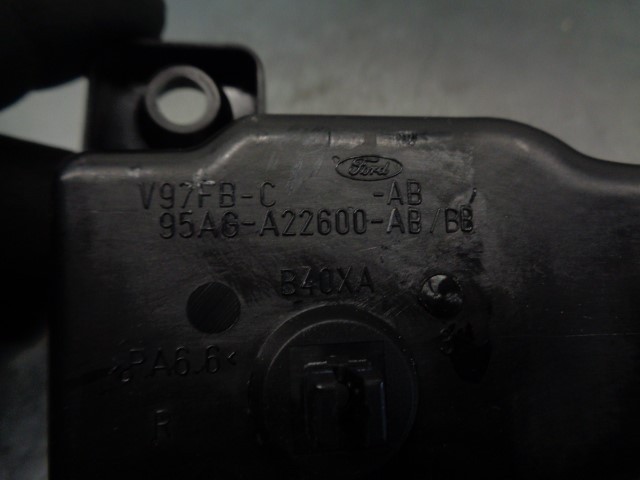 Ford
V97FB-C -AB
95AG-A22600-AB/BB
B40XA
>PA6.6<
R